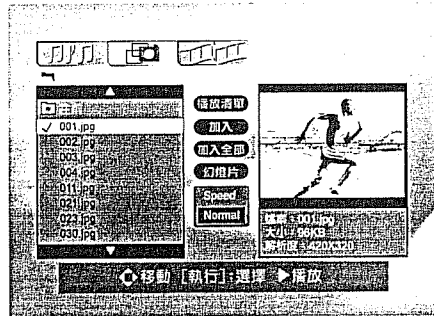 001.jpg
002.jpg
003.jpg
004.jpg
011.jpg
021.jpg
023.jpg
030.jpg
播放清單
加入
加入全部
幻燈片
Speed
Normal
檔案：001.jpg
大小：96KB
解析度：420X320
移動 [執行]:選擇 播放